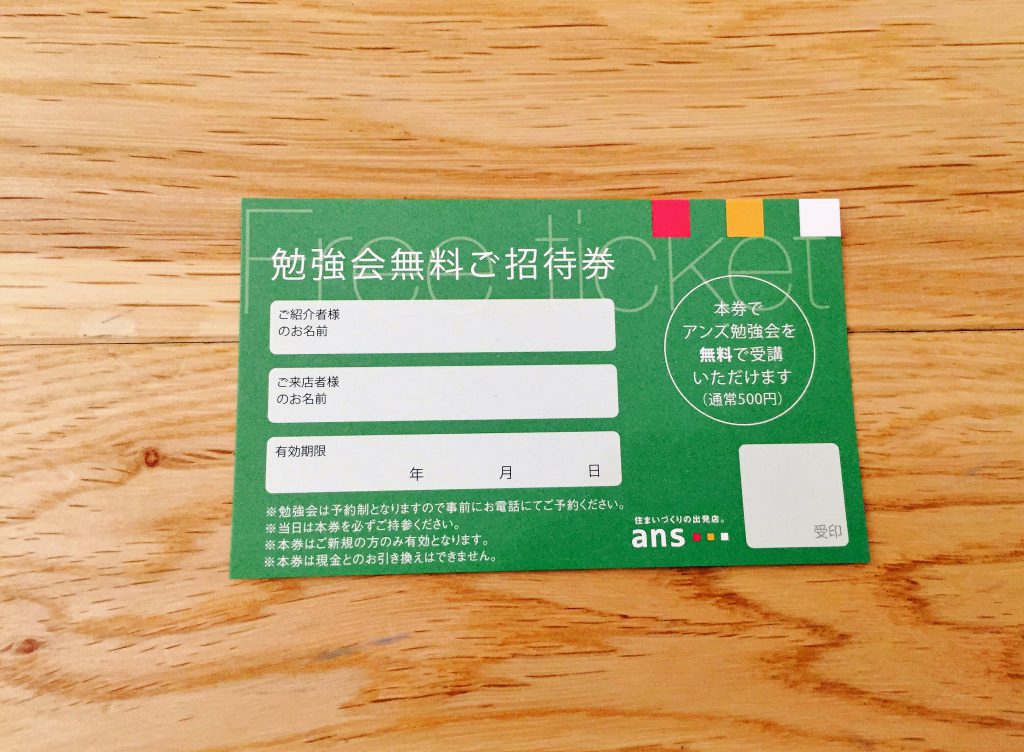 Free ticket
勉強会無料ご招待券
ご紹介者様
のお名前
ご来店者様
のお名前
有効期限
年 月 日
※勉強会は予約制となりますので事前にお電話にてご予約ください。
※当日は本券を必ずご持参ください。
※本券はご新規の方のみ有効となります。
※本券は現金とのお引き換えはできません。
本券で
アンズ勉強会を
無料で受講
いただけます
（通常500円）
住まいづくりの出発店。
ans
受印